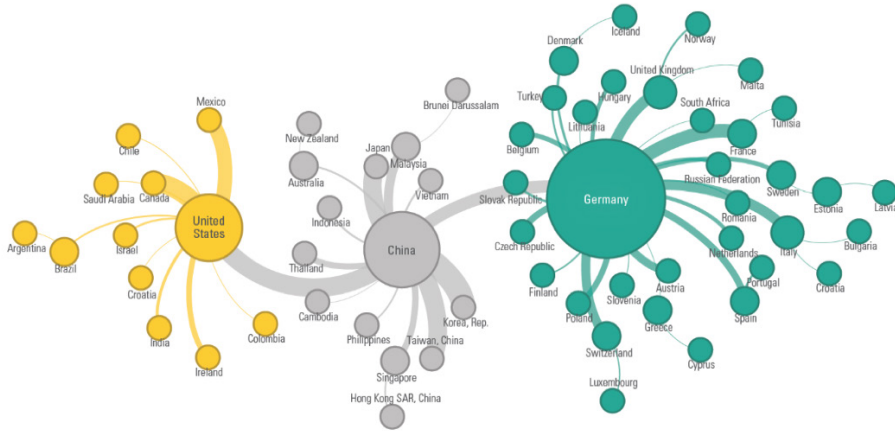 Mexico
Chile
Saudi Arabia
Canada
United
States
Argentina
Brazil
Israel
Croatia
India
Ireland
Colombia
New Zealand
Australia
Japan
Brunei Darussalam
Malaysia
Vietnam
Indonesia
China
Thailand
Cambodia
Philippines
Korea, Rep.
Taiwan, China
Singapore
Hong Kong SAR, China
Iceland
Denmark
Norway
United Kingdom
Malta
Turkey
Hungary
Lithuania
South Africa
Tunisia
Belgium
France
Russian Federation
Slovak Republic
Germany
Sweden
Romania
Estonia
Latvia
Czech Republic
Netherlands
Italy
Bulgaria
Finland
Slovenia
Austria
Portugal
Croatia
Poland
Greece
Spain
Switzerland
Cyprus
Luxembourg